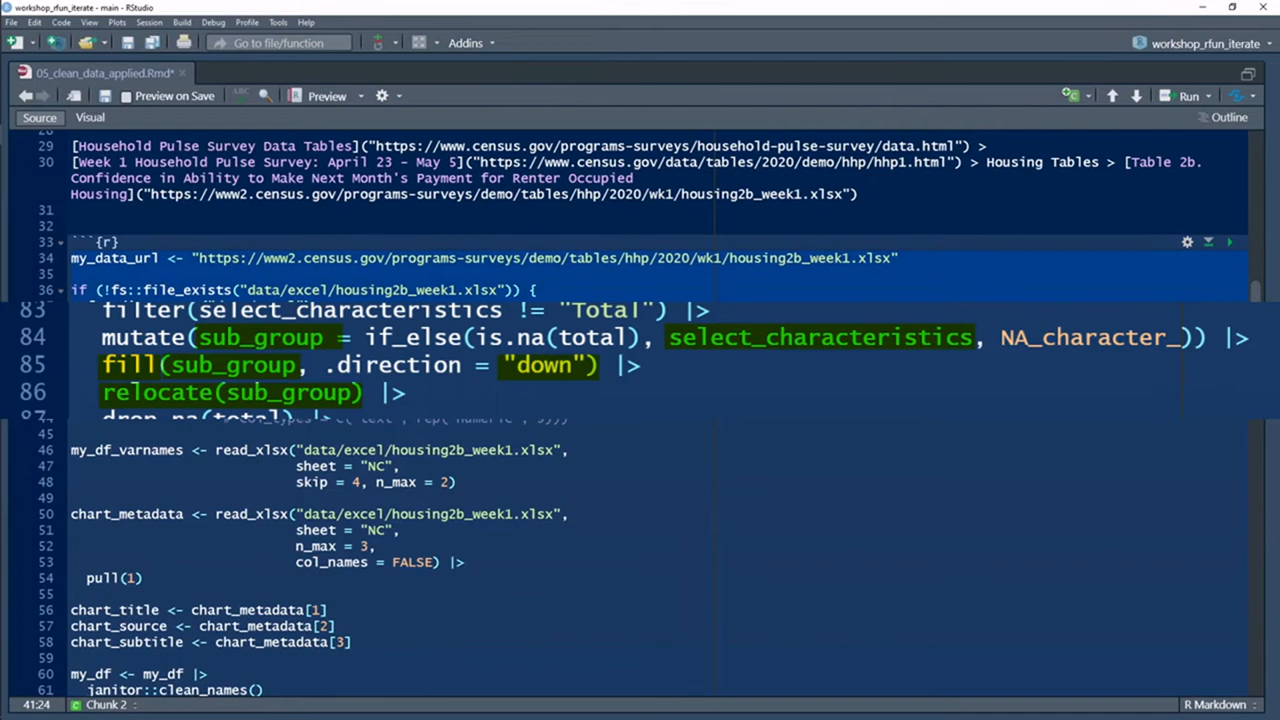 workshop_rfun_iterate - main - RStudio
File Edit Code View Plots Session Build Debug Profile Tools Help
Go to file/function Addins workshop_rfun_iterate
05_clean_data_applied.Rmd*
Preview on Save ABC Preview Run
Source Visual Outline
29 [Household Pulse Survey Data Tables]("https://www.census.gov/programs-surveys/household-pulse-survey/data.html") >
30 [Week 1 Household Pulse Survey: April 23 - May 5]("https://www.census.gov/data/tables/2020/demo/hhp/hhp1.html") > Housing Tables > [Table 2b.
Confidence in Ability to Make Next Month's Payment for Renter Occupied
Housing]("https://www2.census.gov/programs-surveys/demo/tables/hhp/2020/wk1/housing2b_week1.xlsx")
31
32
33 ```{r}
34 my_data_url <- "https://www2.census.gov/programs-surveys/demo/tables/hhp/2020/wk1/housing2b_week1.xlsx"
35
36 if (!fs::file_exists("data/excel/housing2b_week1.xlsx")) {
83 filter(select_characteristics != "Total") |>
84 mutate(sub_group = if_else(is.na(total), select_characteristics, NA_character_)) |>
85 fill(sub_group, .direction = "down") |>
86 relocate(sub_group) |>
87 drop_na(total) |>
45
46 my_df_varnames <- read_xlsx("data/excel/housing2b_week1.xlsx",
47 sheet = "NC",
48 skip = 4, n_max = 2)
49
50 chart_metadata <- read_xlsx("data/excel/housing2b_week1.xlsx",
51 sheet = "NC",
52 n_max = 3,
53 col_names = FALSE) |>
54 pull(1)
55
56 chart_title <- chart_metadata[1]
57 chart_source <- chart_metadata[2]
58 chart_subtitle <- chart_metadata[3]
59
60 my_df <- my_df |>
61 janitor::clean_names()
41:24 Chunk 2 R Markdown